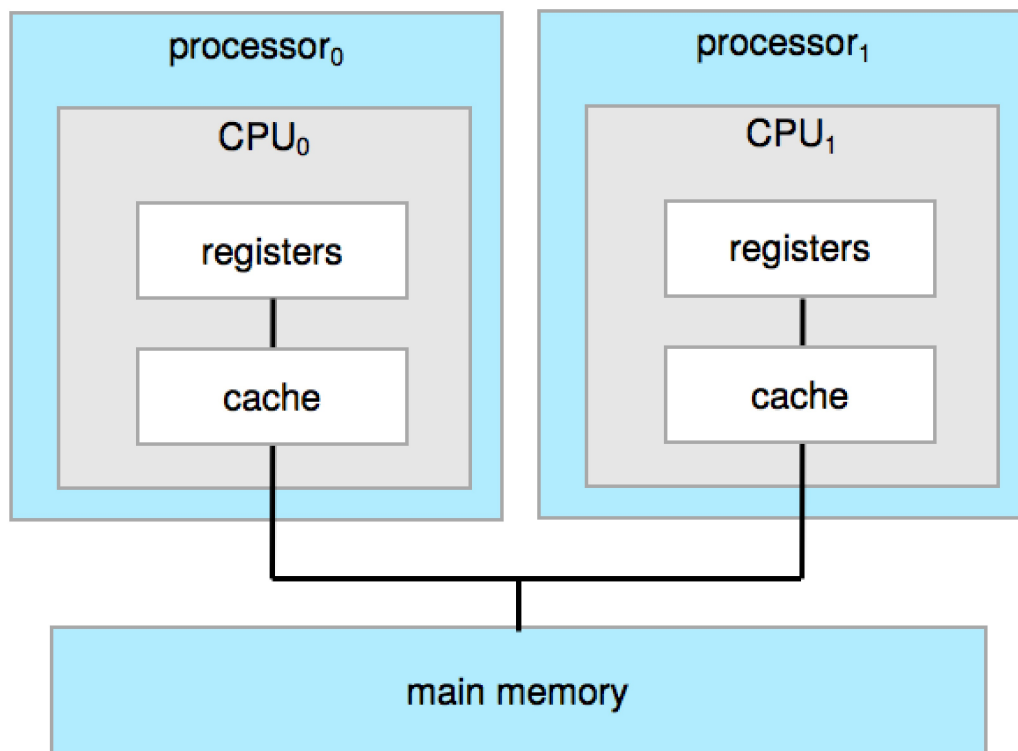 processor₀
CPU₀
registers
cache
processor₁
CPU₁
registers
cache
main memory